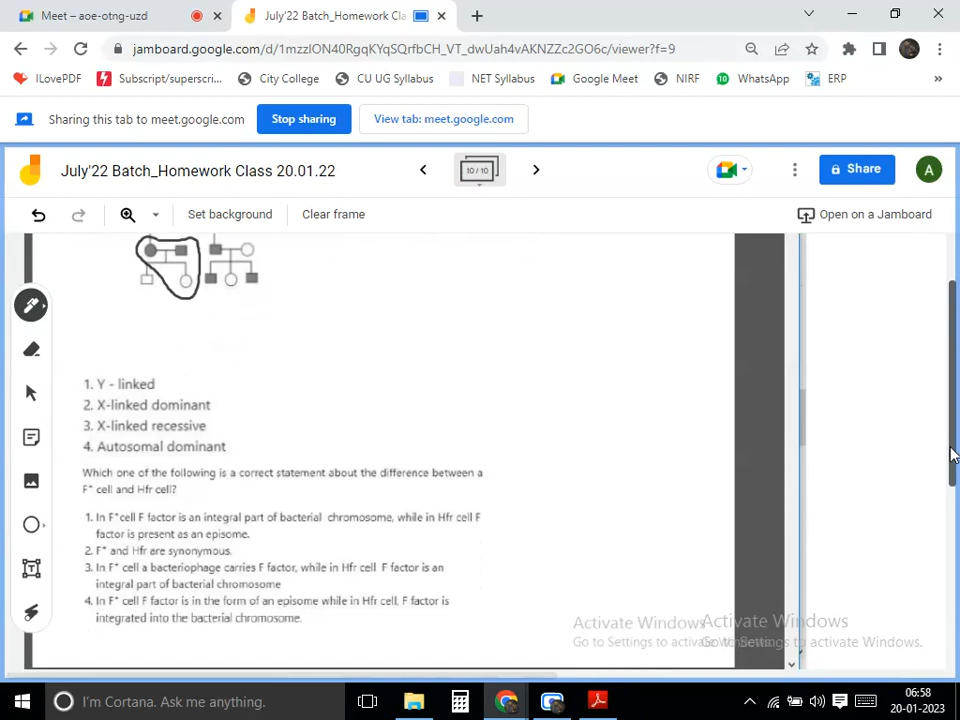 Meet – aoe-otng-uzd
July'22 Batch_Homework Cla
jamboard.google.com/d/1mzzlON40RgqKYqSQrfbCH_VT_dwUah4vAKNZZc2GO6c/viewer?f=9
ILovePDF
Subscript/superscri...
City College
CU UG Syllabus
NET Syllabus
Google Meet
NIRF
10
WhatsApp
ERP
»
Sharing this tab to meet.google.com
Stop sharing
View tab: meet.google.com
July'22 Batch_Homework Class 20.01.22
10 / 10
Share
A
Set background
Clear frame
Open on a Jamboard
1. Y - linked
2. X-linked dominant
3. X-linked recessive
4. Autosomal dominant
Which one of the following is a correct statement about the difference between a
F⁺ cell and Hfr cell?
1. In F⁺cell F factor is an integral part of bacterial chromosome, while in Hfr cell F
factor is present as an episome.
2. F⁺ and Hfr are synonymous.
3. In F⁺ cell a bacteriophage carries F factor, while in Hfr cell F factor is an
integral part of bacterial chromosome
4. In F⁺ cell F factor is in the form of an episome while in Hfr cell, F factor is
integrated into the bacterial chromosome.
Activate Windows
Activate Windows
Go to Settings to activate Windows.
I'm Cortana. Ask me anything.
06:58
20-01-2023